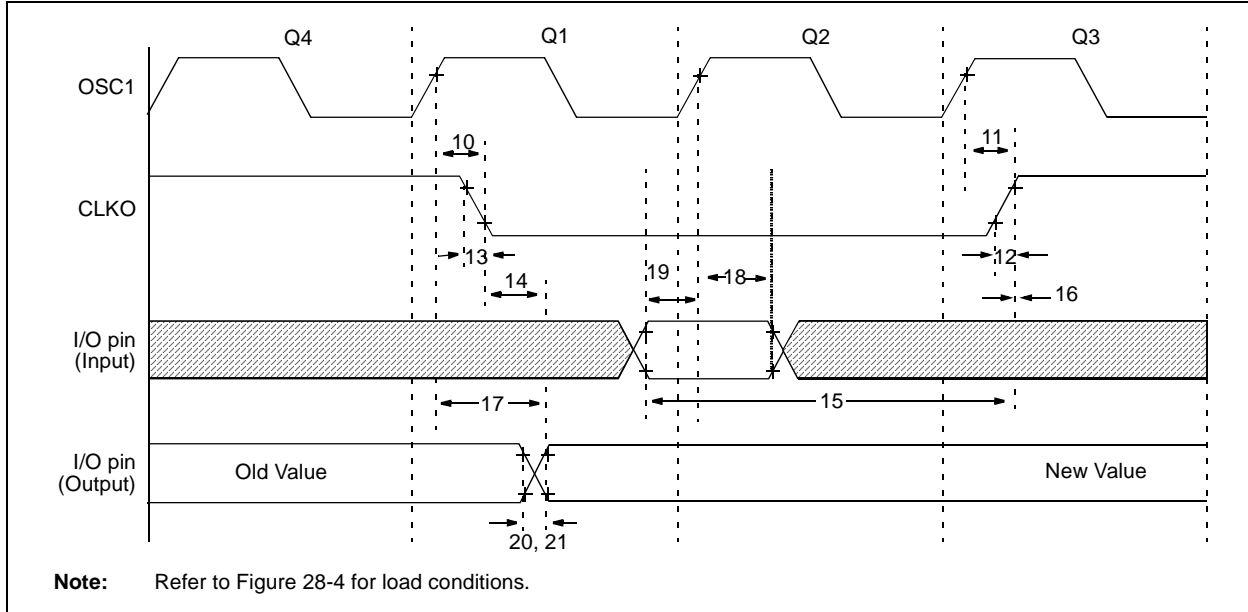 Q4 Q1 Q2 Q3
OSC1
10 11
CLKO
13 12
14 19 18 16
I/O pin
(Input)
17 15
I/O pin
(Output)
Old Value New Value
20, 21
Note: Refer to Figure 28-4 for load conditions.